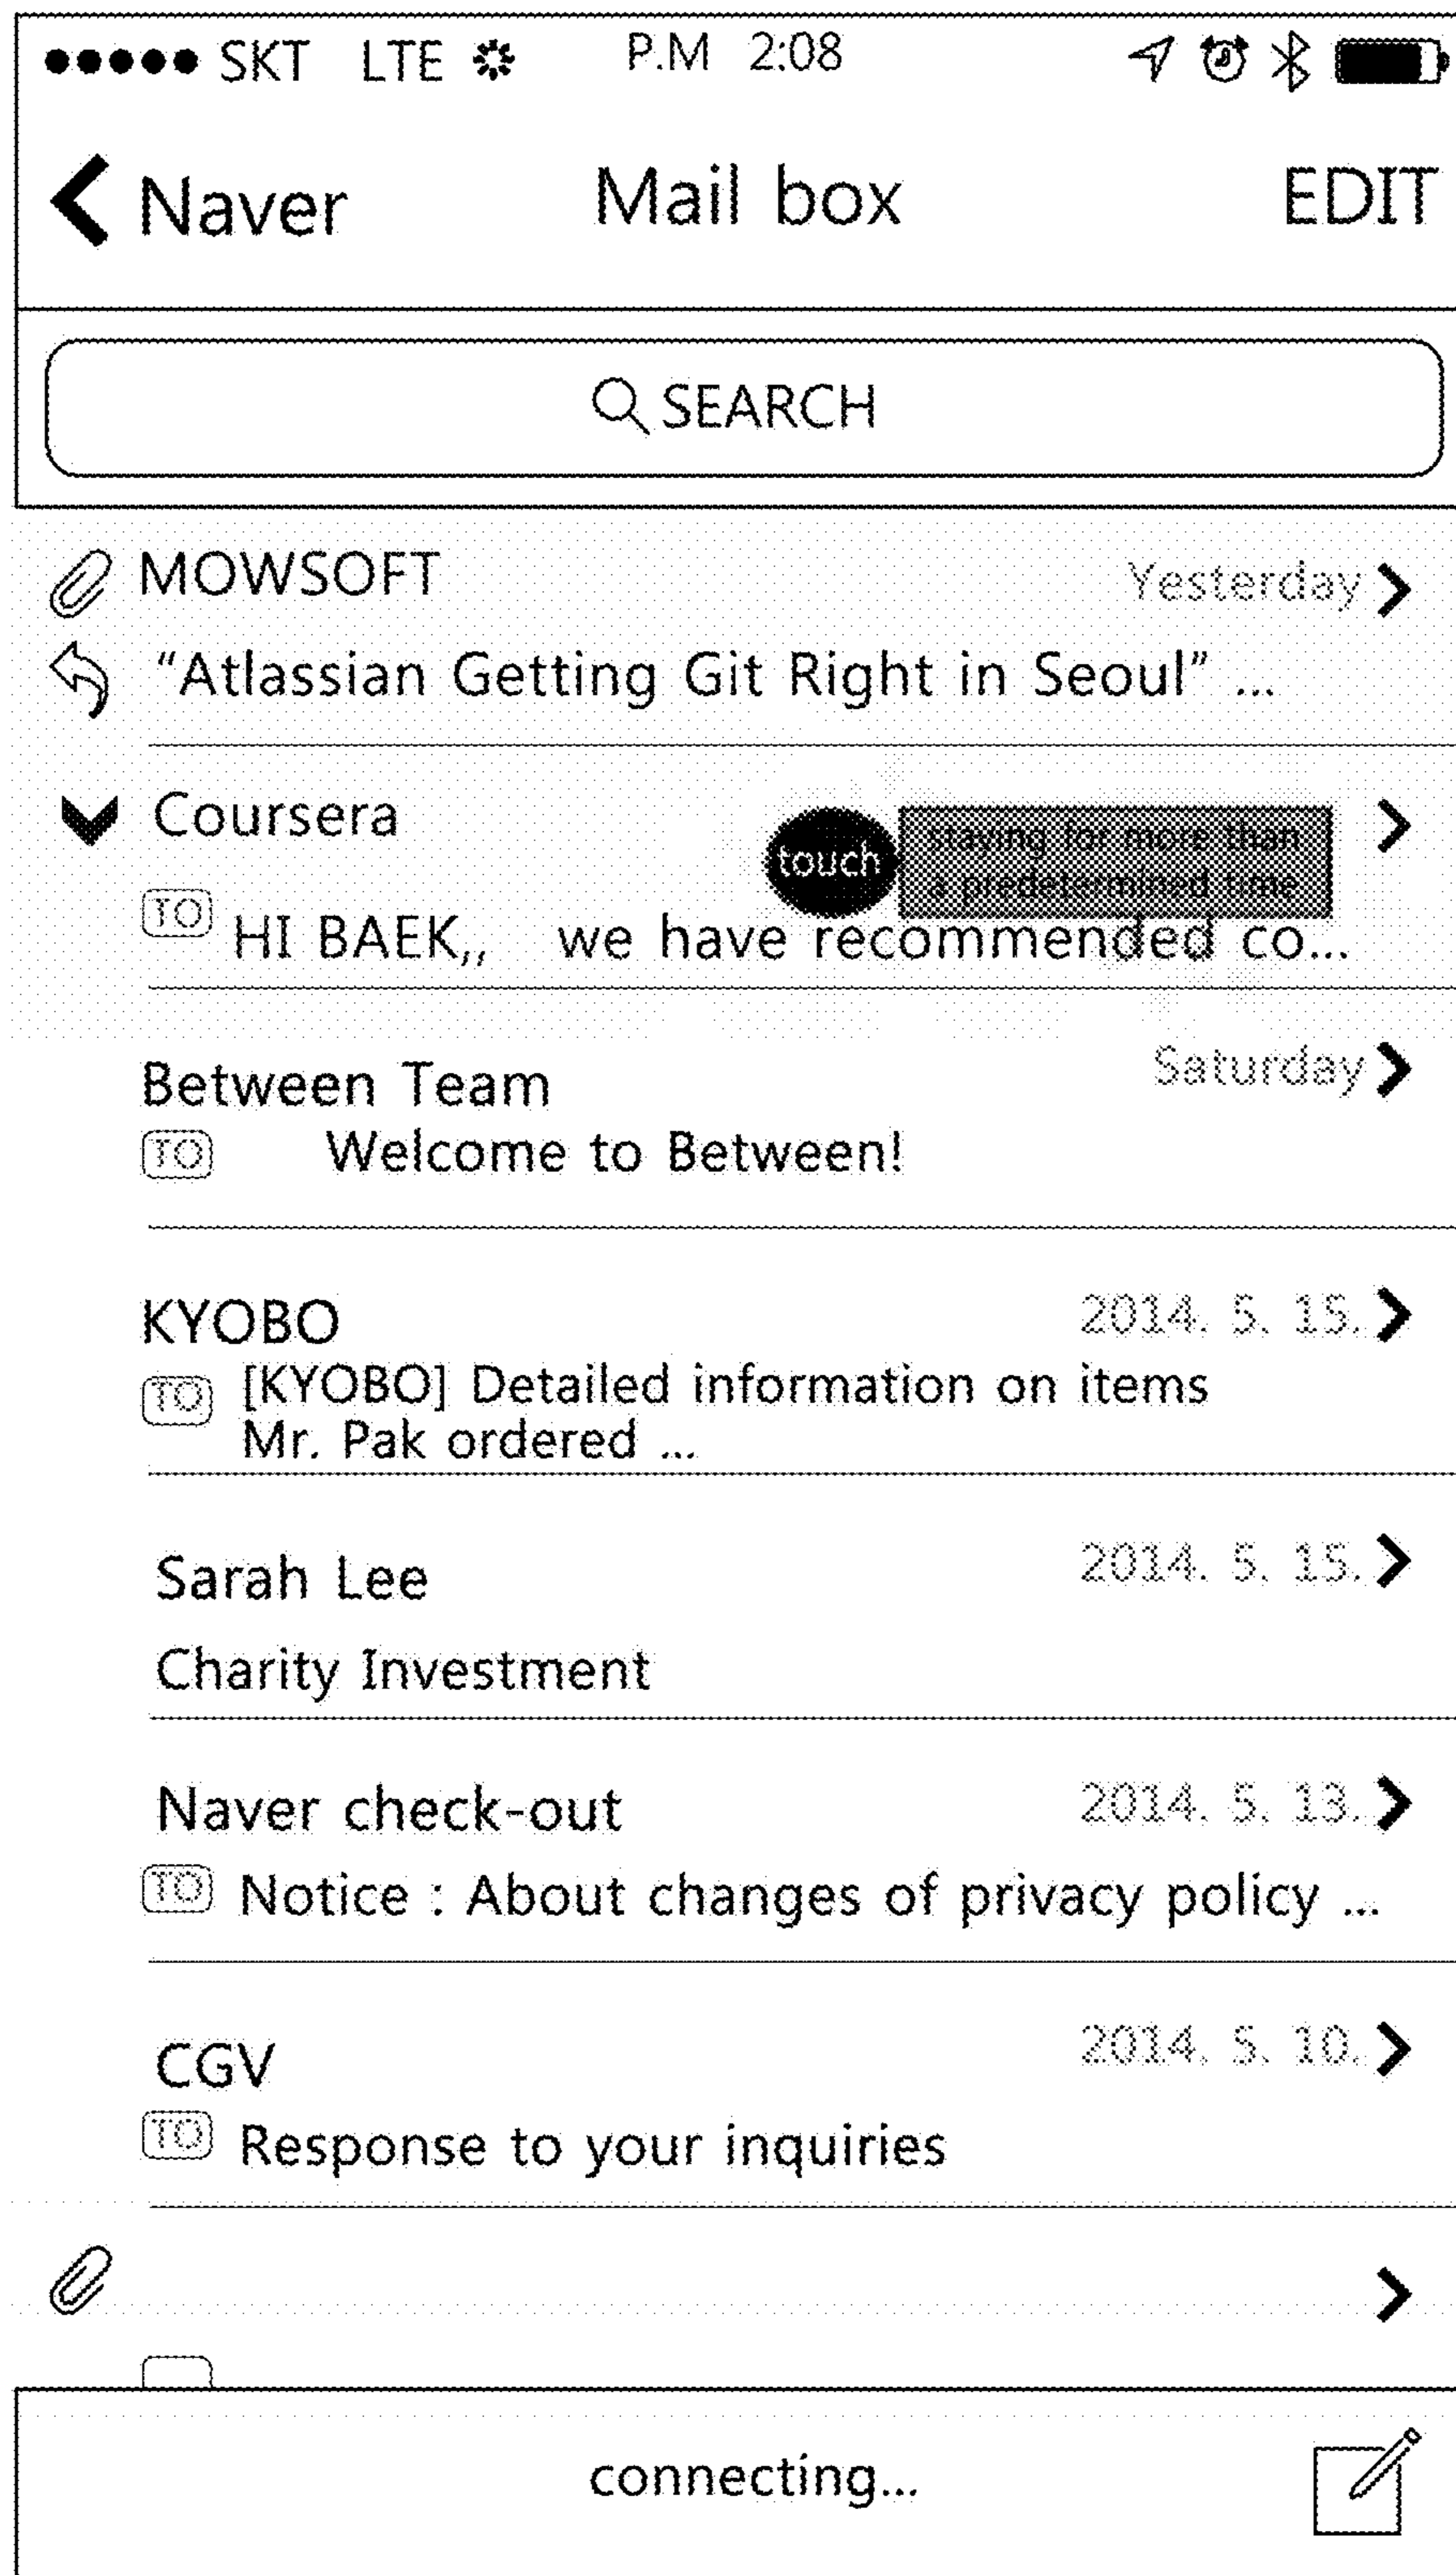 SKT LTE P.M 2:08
Naver Mail box EDIT
SEARCH
MOWSOFT Yesterday
“Atlassian Getting Git Right in Seoul” ...
Coursera
touch
staying for more than
a predetermined time
TO HI BAEK,, we have recommended co...
Between Team Saturday
TO Welcome to Between!
KYOBO 2014. 5. 15.
TO [KYOBO] Detailed information on items
Mr. Pak ordered ...
Sarah Lee 2014. 5. 15.
Charity Investment
Naver check-out 2014. 5. 13.
TO Notice : About changes of privacy policy ...
CGV 2014. 5. 10.
TO Response to your inquiries
connecting...